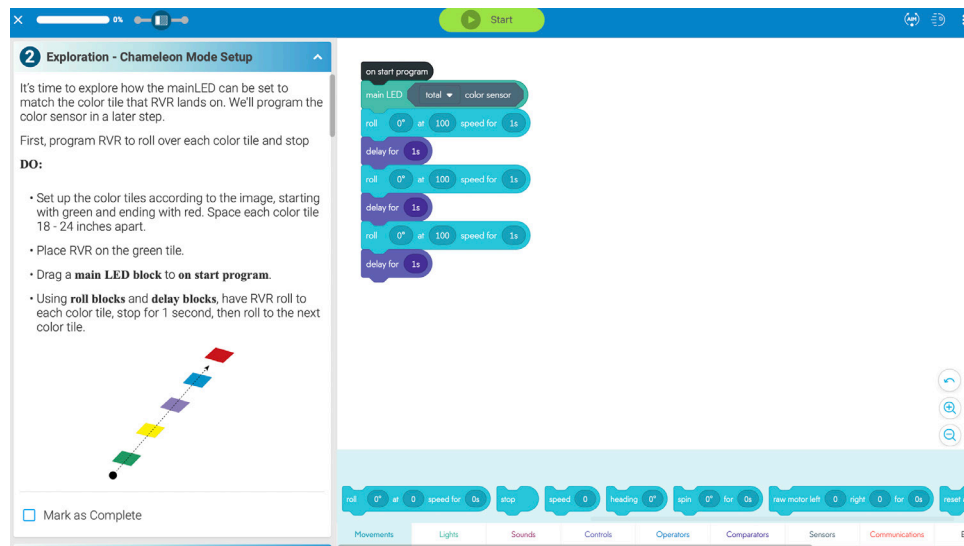 0%
Start
AIM
2 Exploration - Chameleon Mode Setup
It's time to explore how the mainLED can be set to
match the color tile that RVR lands on. We'll program the
color sensor in a later step.
First, program RVR to roll over each color tile and stop
DO:
• Set up the color tiles according to the image, starting
with green and ending with red. Space each color tile
18 - 24 inches apart.
• Place RVR on the green tile.
• Drag a main LED block to on start program.
• Using roll blocks and delay blocks, have RVR roll to
each color tile, stop for 1 second, then roll to the next
color tile.
Mark as Complete
on start program
main LED total color sensor
roll 0° at 100 speed for 1s
delay for 1s
roll 0° at 100 speed for 1s
delay for 1s
roll 0° at 100 speed for 1s
delay for 1s
roll 0° at 0 speed for 0s stop speed 0 heading 0° spin 0° for 0s raw motor left 0 right 0 for 0s reset
Movements Lights Sounds Controls Operators Comparators Sensors Communications